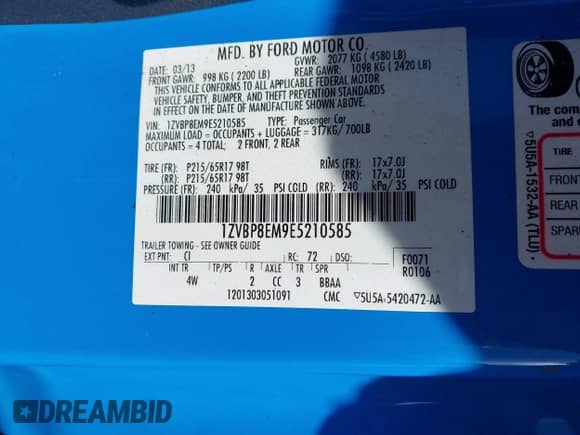 MFD. BY FORD MOTOR CO.
DATE: 03/13 GVWR: 2077 KG ( 4580 LB)
FRONT GAWR: 998 KG ( 2200 LB) REAR GAWR: 1098 KG ( 2420 LB)
THIS VEHICLE CONFORMS TO ALL APPLICABLE FEDERAL MOTOR
VEHICLE SAFETY, BUMPER, AND THEFT PREVENTION STANDARDS
IN EFFECT ON THE DATE OF MANUFACTURE SHOWN ABOVE.
VIN: 1ZVBP8EM9E5210585 TYPE: Passenger Car
MAXIMUM LOAD = OCCUPANTS + LUGGAGE = 317KG/700LB
OCCUPANTS = 4 TOTAL; 2 FRONT, 2 REAR
TIRE (FR): P215/65R17 98T RIMS (FR): 17x7.0J
(RR): P215/65R17 98T (RR): 17x7.0J
PRESSURE (FR): 240 kPa/ 35 PSI COLD (RR): 240 kPa/ 35 PSI COLD
1ZVBP8EM9E5210585
TRAILER TOWING - SEE OWNER GUIDE
EXT PNT: CI RC: 72 DSO: F0071
INT TR TP/PS R AXLE TR SPR R0106
4W 2 CC 3 BBAA
1201303051091 CMC ▽5U5A-5420472-AA
The com
and
▽5U5A-1532-AA (TLU)
TIRE
FRONT
REAR
SPAR
DREAMBID